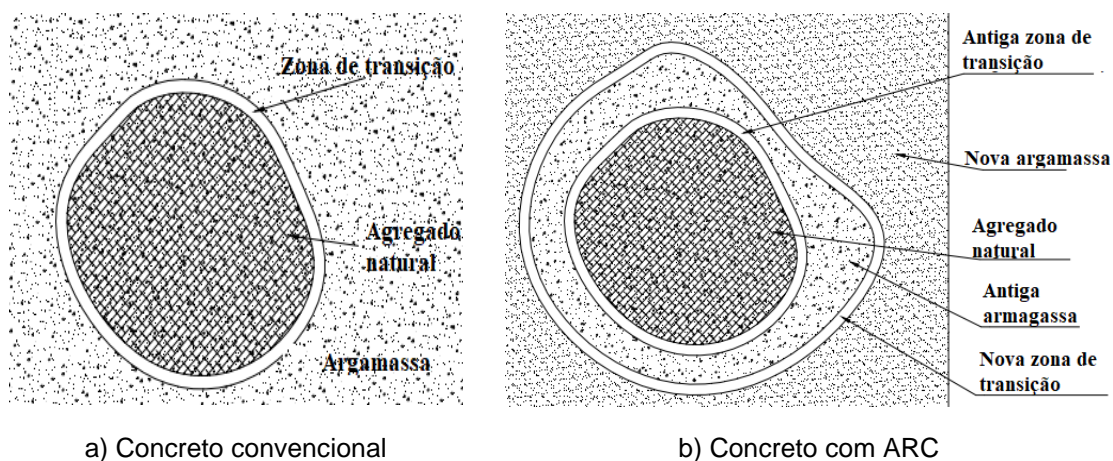 Zona de transição
Agregado
natural
Argamassa
Antiga zona de
transição
Nova argamassa
Agregado
natural
Antiga
armagassa
Nova zona de
transição
a) Concreto convencional
b) Concreto com ARC